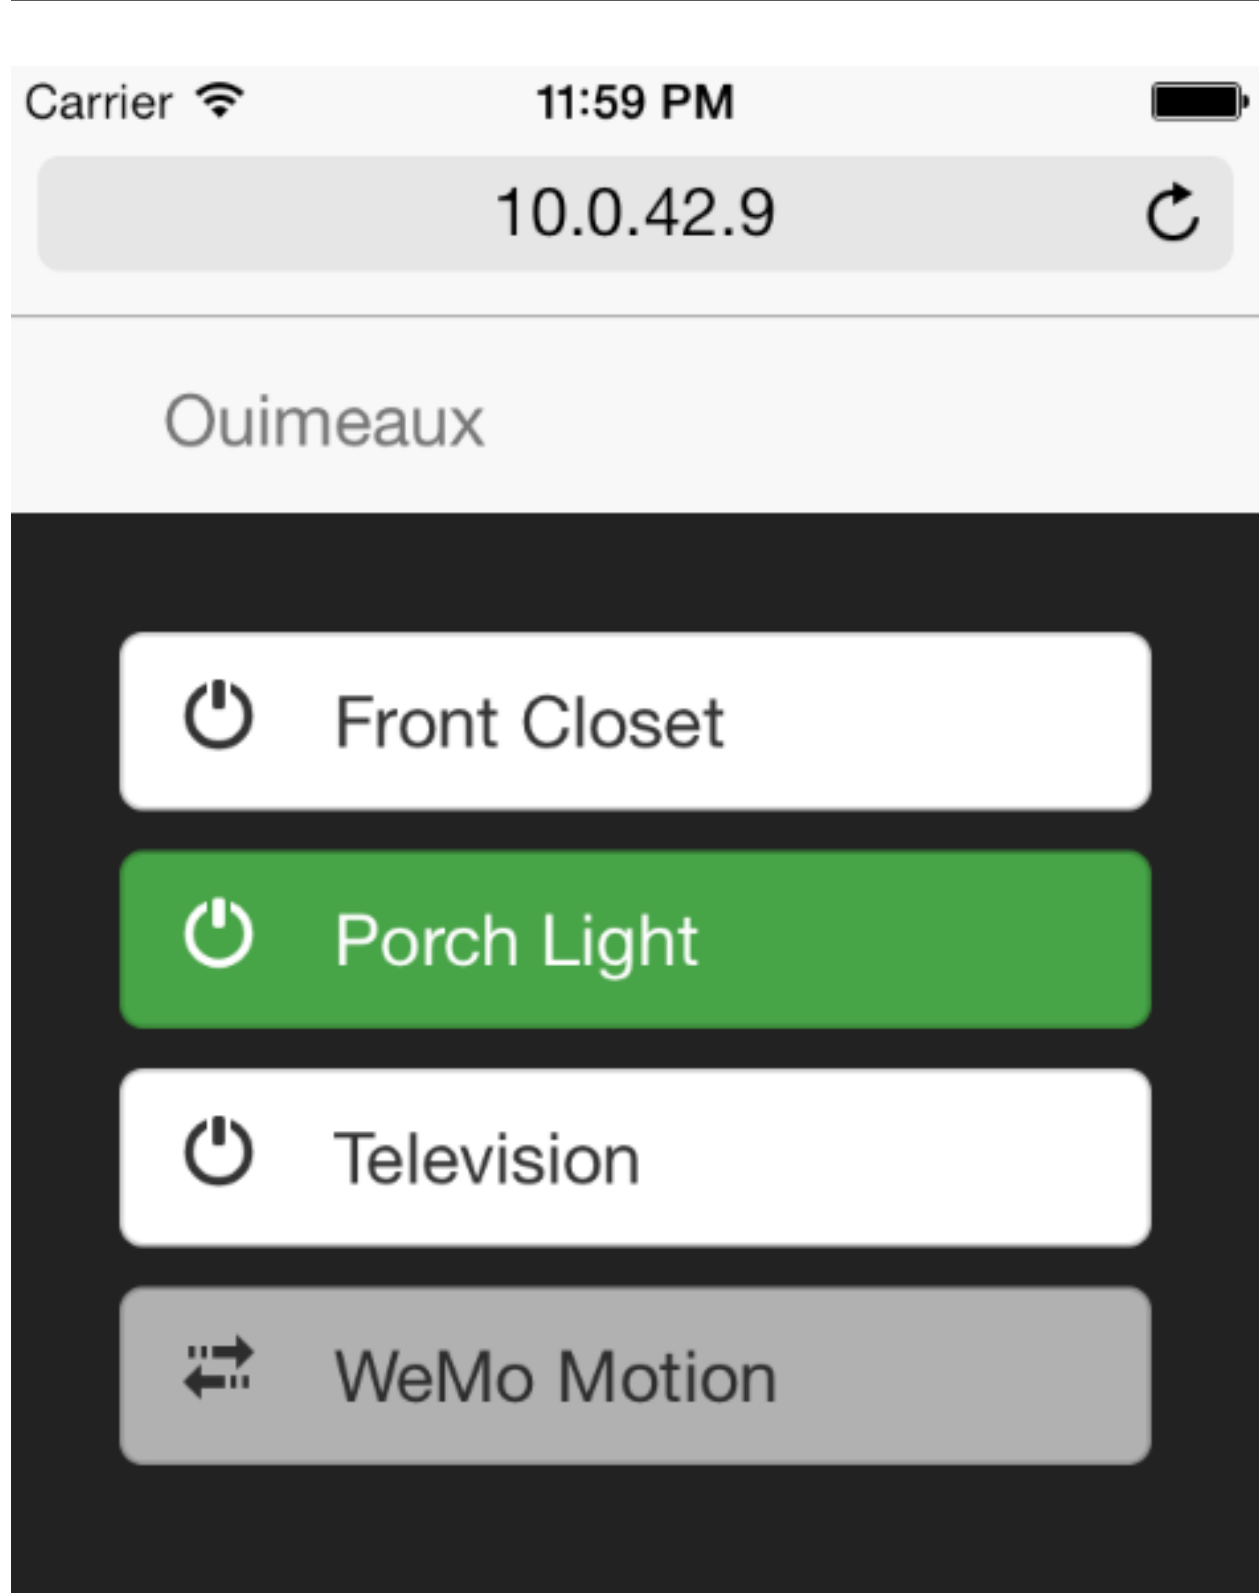 Carrier 11:59 PM
10.0.42.9
Ouimeaux
Front Closet
Porch Light
Television
WeMo Motion